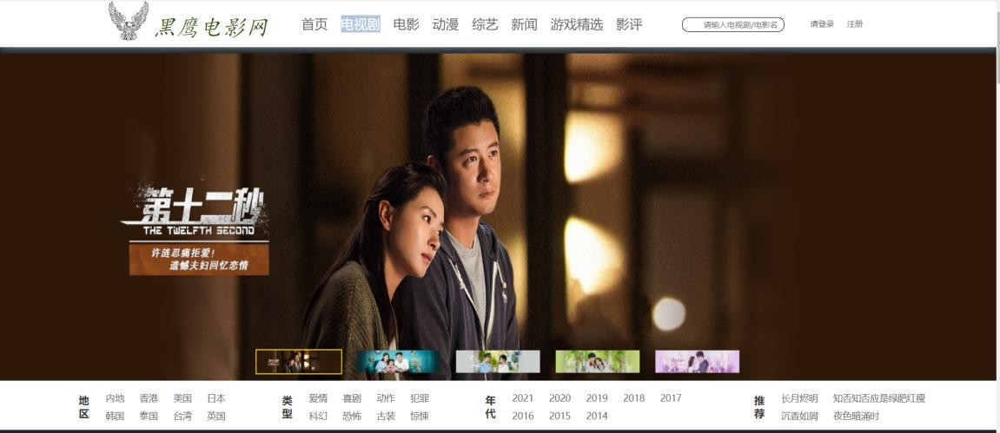 黑鹰电影网
首页 电视剧 电影 动漫 综艺 新闻 游戏精选 影评
请输入电视剧/电影名
请登录 注册
第十二秒
THE TWELFTH SECOND
许涟忍痛拒爱!
遗憾夫妇回忆恋情
地区
内地 香港 美国 日本
韩国 泰国 台湾 英国
类型
爱情 喜剧 动作 犯罪
科幻 恐怖 古装 惊悚
年代
2021 2020 2019 2018 2017
2016 2015 2014
推荐
长月烬明 知否知否应是绿肥红瘦
沉香如屑 夜色暗涌时